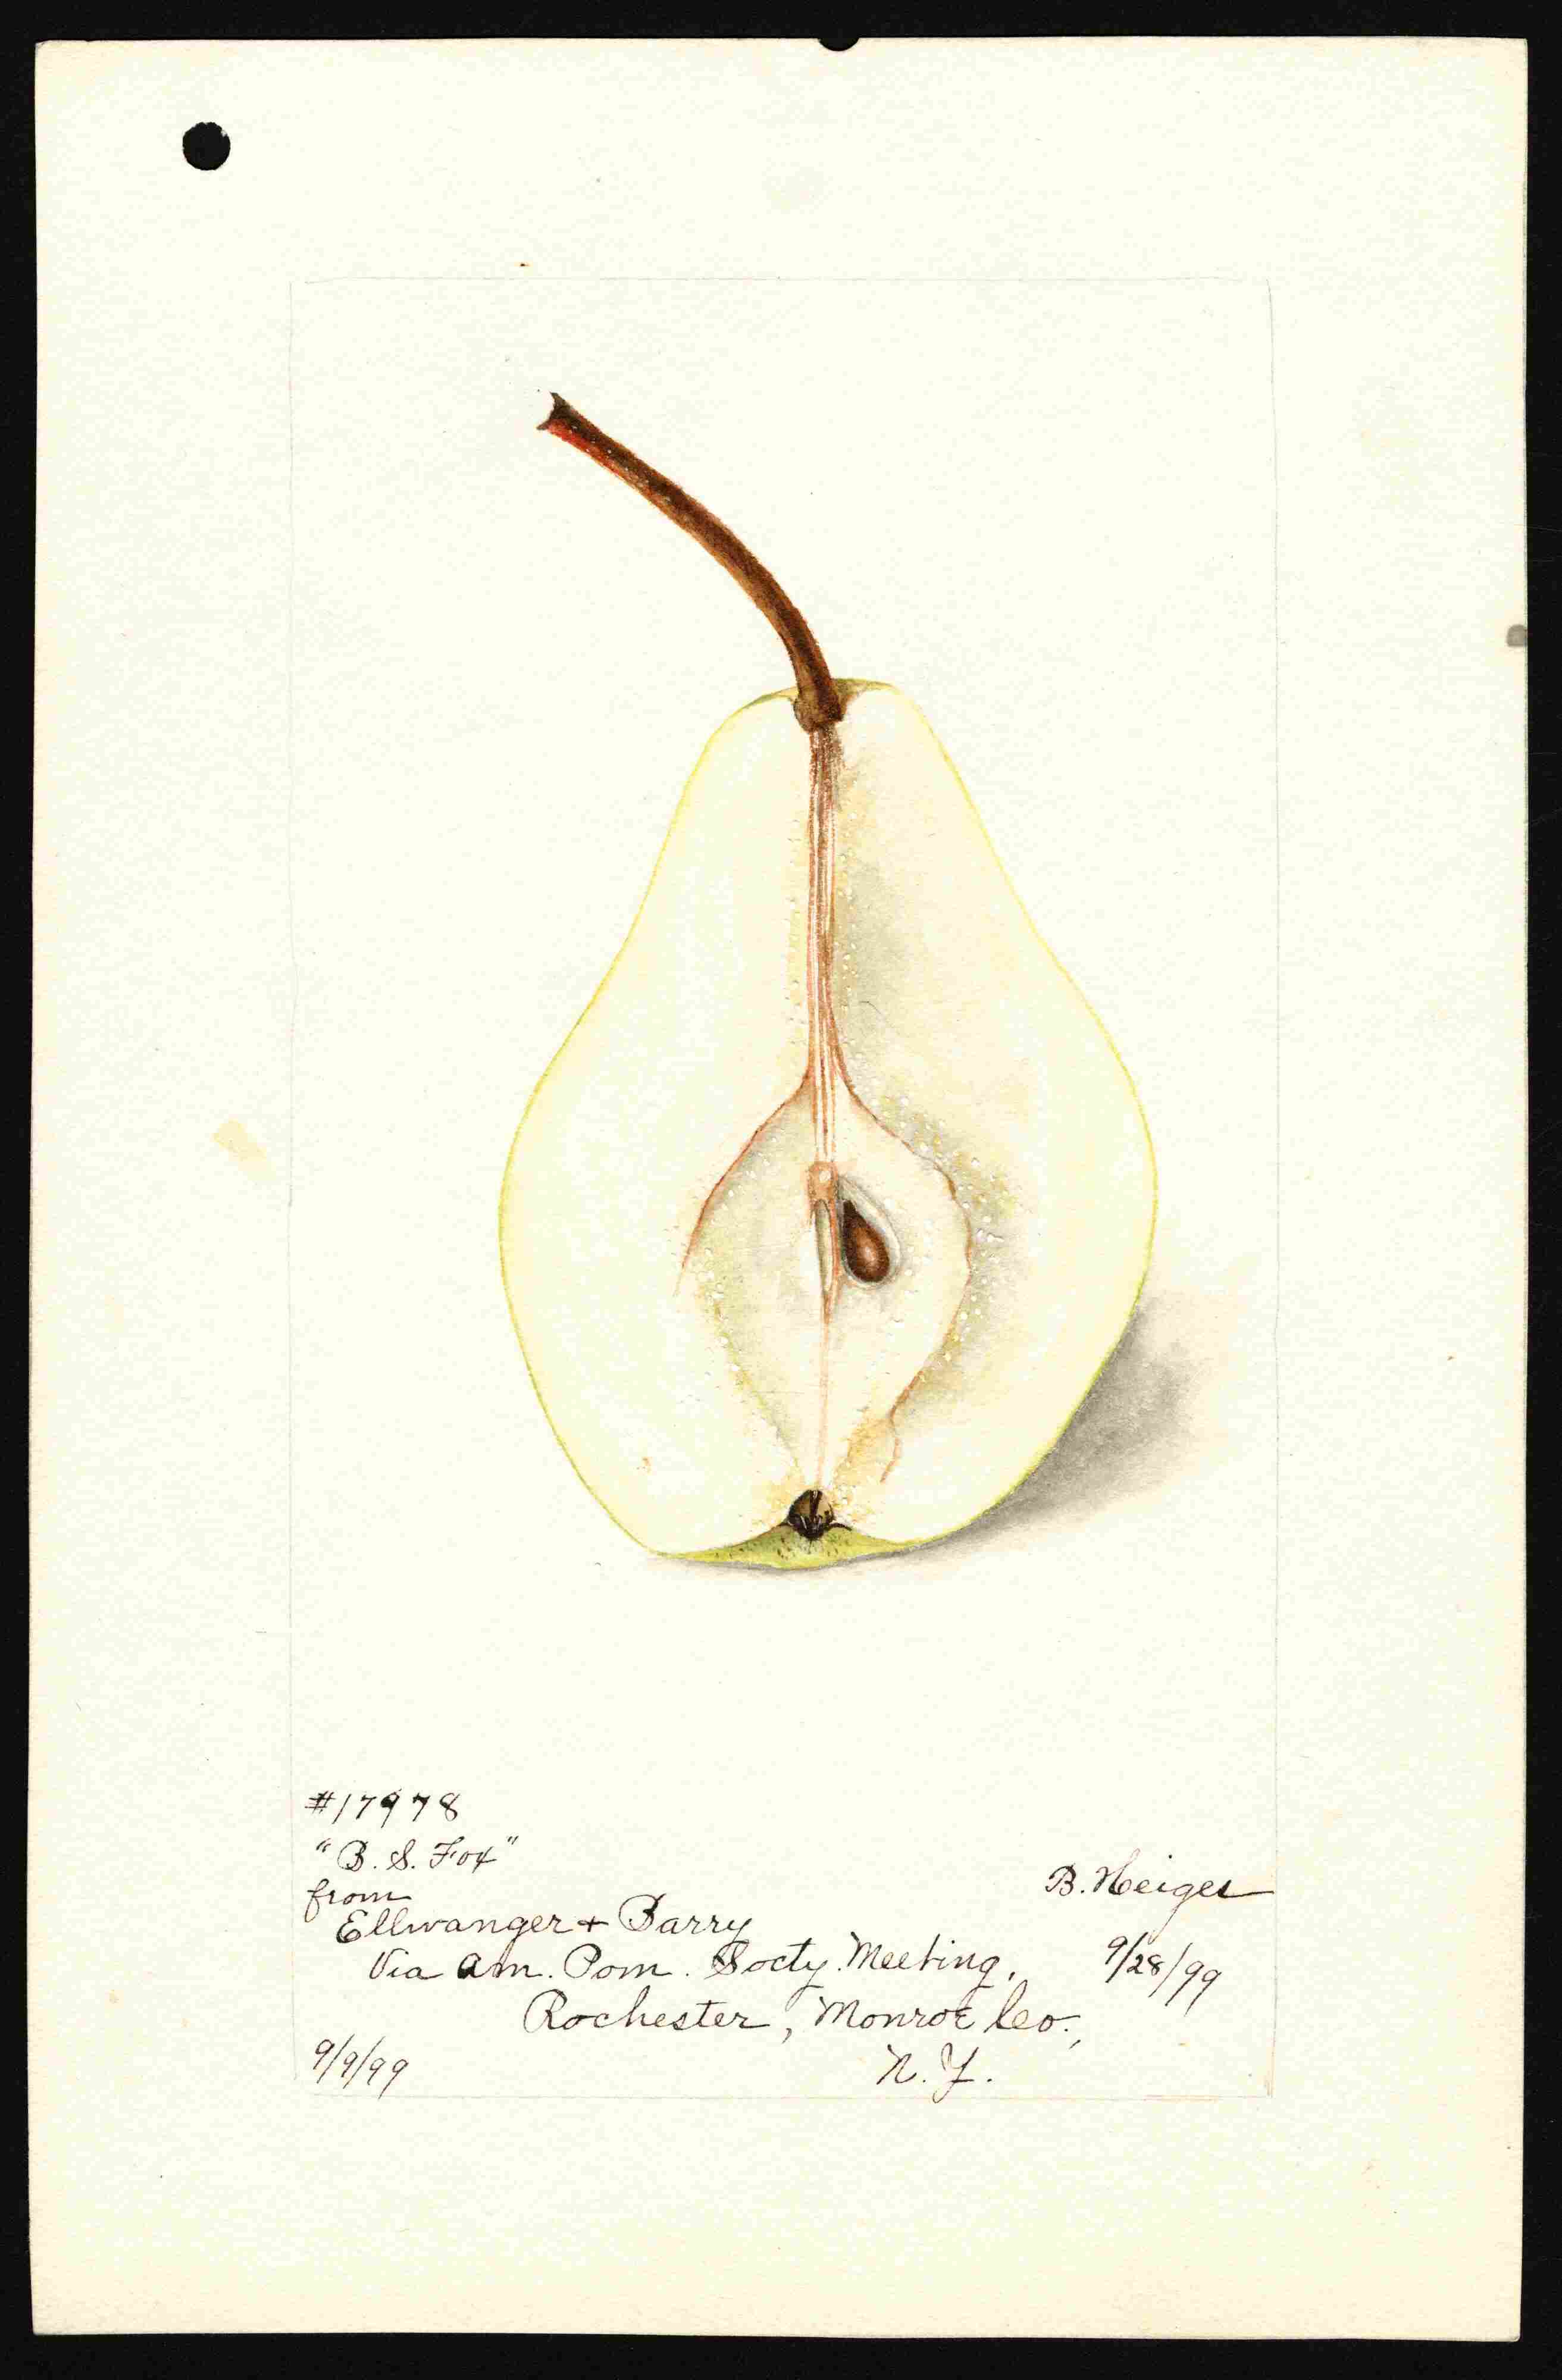 #17978
"B. S. Fox"
from
Ellwanger + Barry
Via Am. Pom. Socty. Meeting,
Rochester, Monroe Co.,
N. Y.
9/9/99
B. Heiges
9/28/99